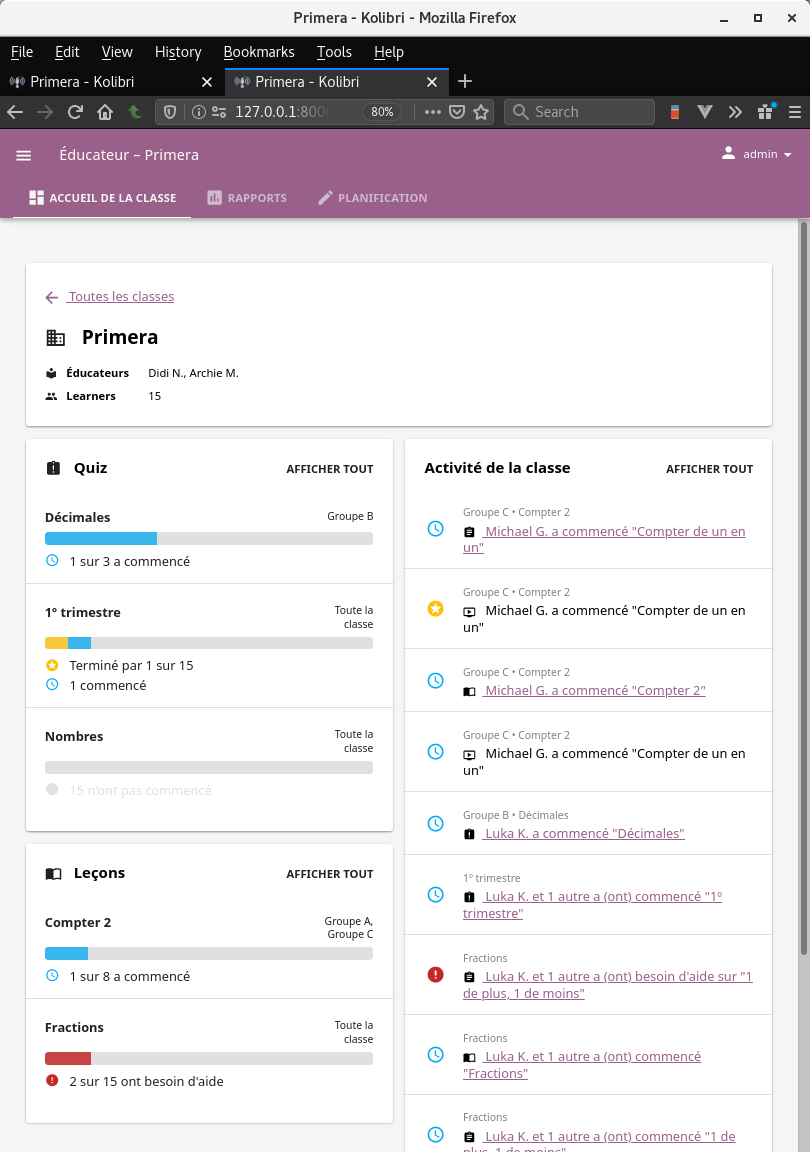 Primera - Kolibri - Mozilla Firefox
File Edit View History Bookmarks Tools Help
Primera - Kolibri
Primera - Kolibri
127.0.0.1:8000
80%
Search
Éducateur – Primera
admin
ACCUEIL DE LA CLASSE
RAPPORTS
PLANIFICATION
Toutes les classes
Primera
Éducateurs Didi N., Archie M.
Learners 15
Quiz
AFFICHER TOUT
Décimales
Groupe B
1 sur 3 a commencé
1º trimestre
Toute la
classe
Terminé par 1 sur 15
1 commencé
Nombres
Toute la
classe
15 n'ont pas commencé
Leçons
AFFICHER TOUT
Compter 2
Groupe A,
Groupe C
1 sur 8 a commencé
Fractions
Toute la
classe
2 sur 15 ont besoin d'aide
Activité de la classe
AFFICHER TOUT
Groupe C • Compter 2
Michael G. a commencé "Compter de un en
un"
Groupe C • Compter 2
Michael G. a commencé "Compter de un en
un"
Groupe C • Compter 2
Michael G. a commencé "Compter 2"
Groupe C • Compter 2
Michael G. a commencé "Compter de un en
un"
Groupe B • Décimales
Luka K. a commencé "Décimales"
1º trimestre
Luka K. et 1 autre a (ont) commencé "1º
trimestre"
Fractions
Luka K. et 1 autre a (ont) besoin d'aide sur "1
de plus, 1 de moins"
Fractions
Luka K. et 1 autre a (ont) commencé
"Fractions"
Fractions
Luka K. et 1 autre a (ont) commencé "1 de
plus, 1 de moins"